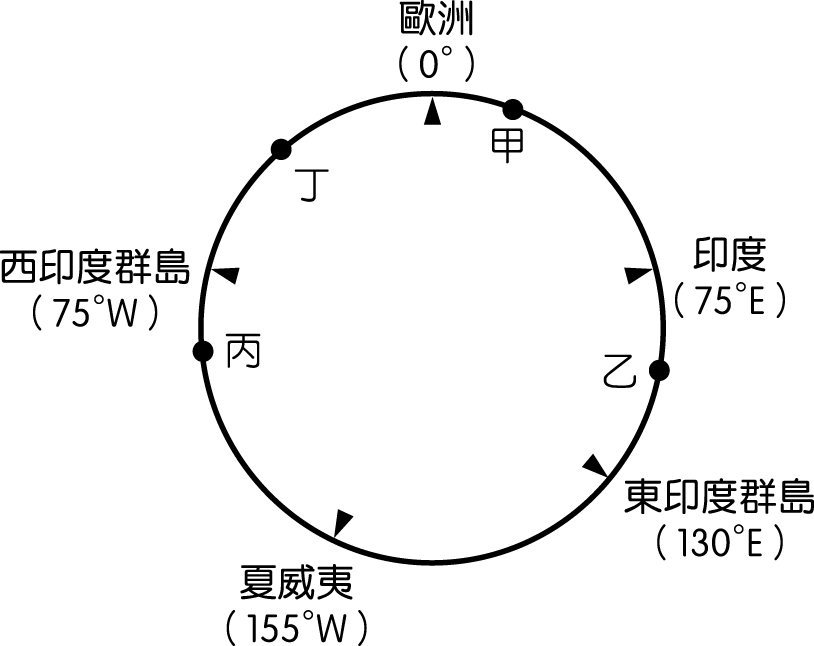 歐洲
(0°)
甲
丁
西印度群島
(75°W)
印度
(75°E)
丙
乙
東印度群島
(130°E)
夏威夷
(155°W)